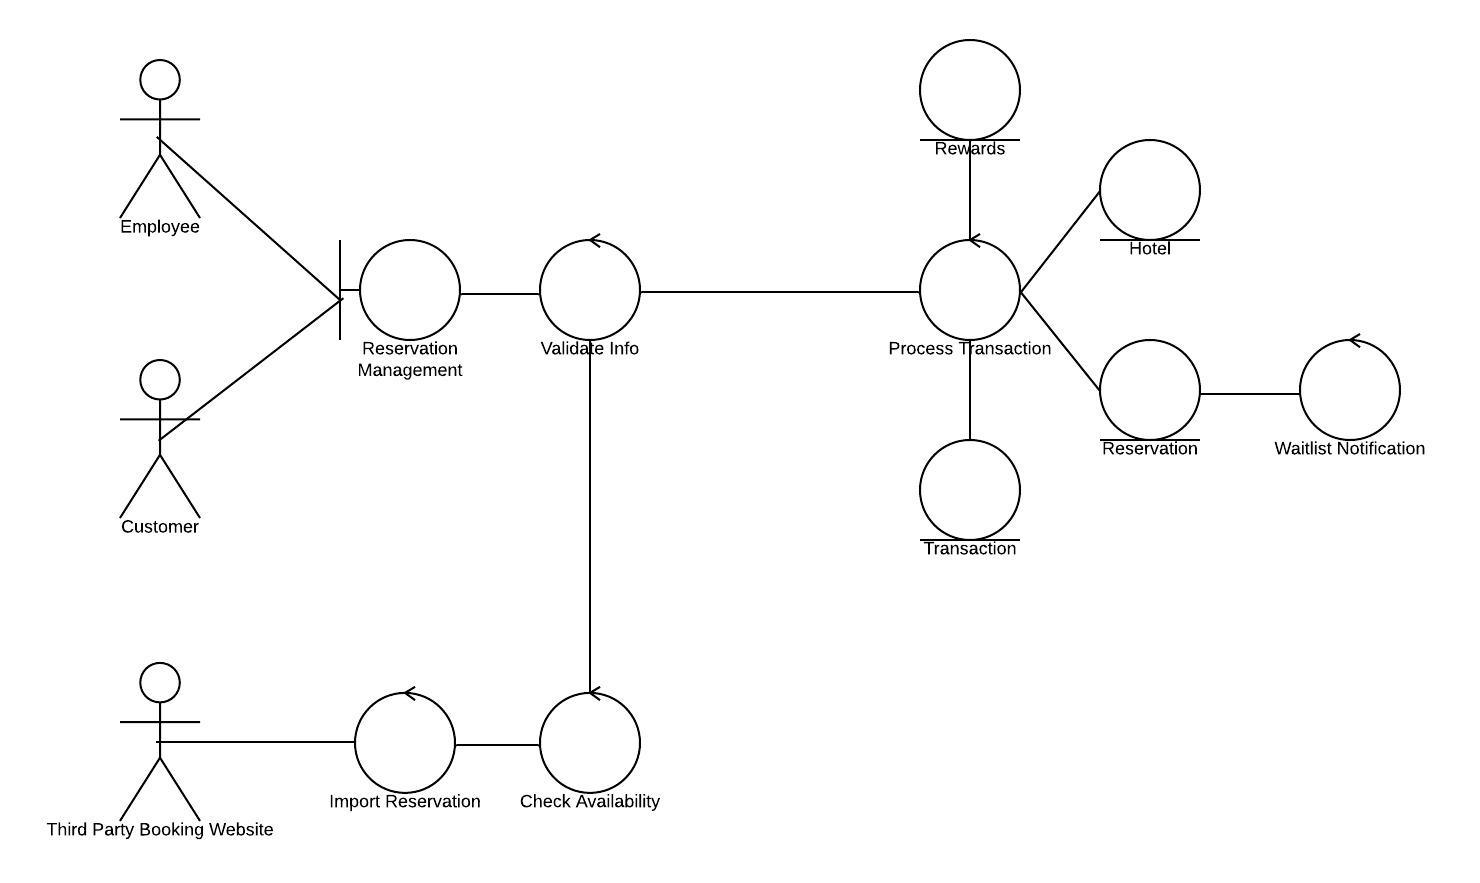 Rewards
Employee
Hotel
Reservation
Management
Validate Info
Process Transaction
Reservation
Waitlist Notification
Customer
Transaction
Import Reservation
Check Availability
Third Party Booking Website